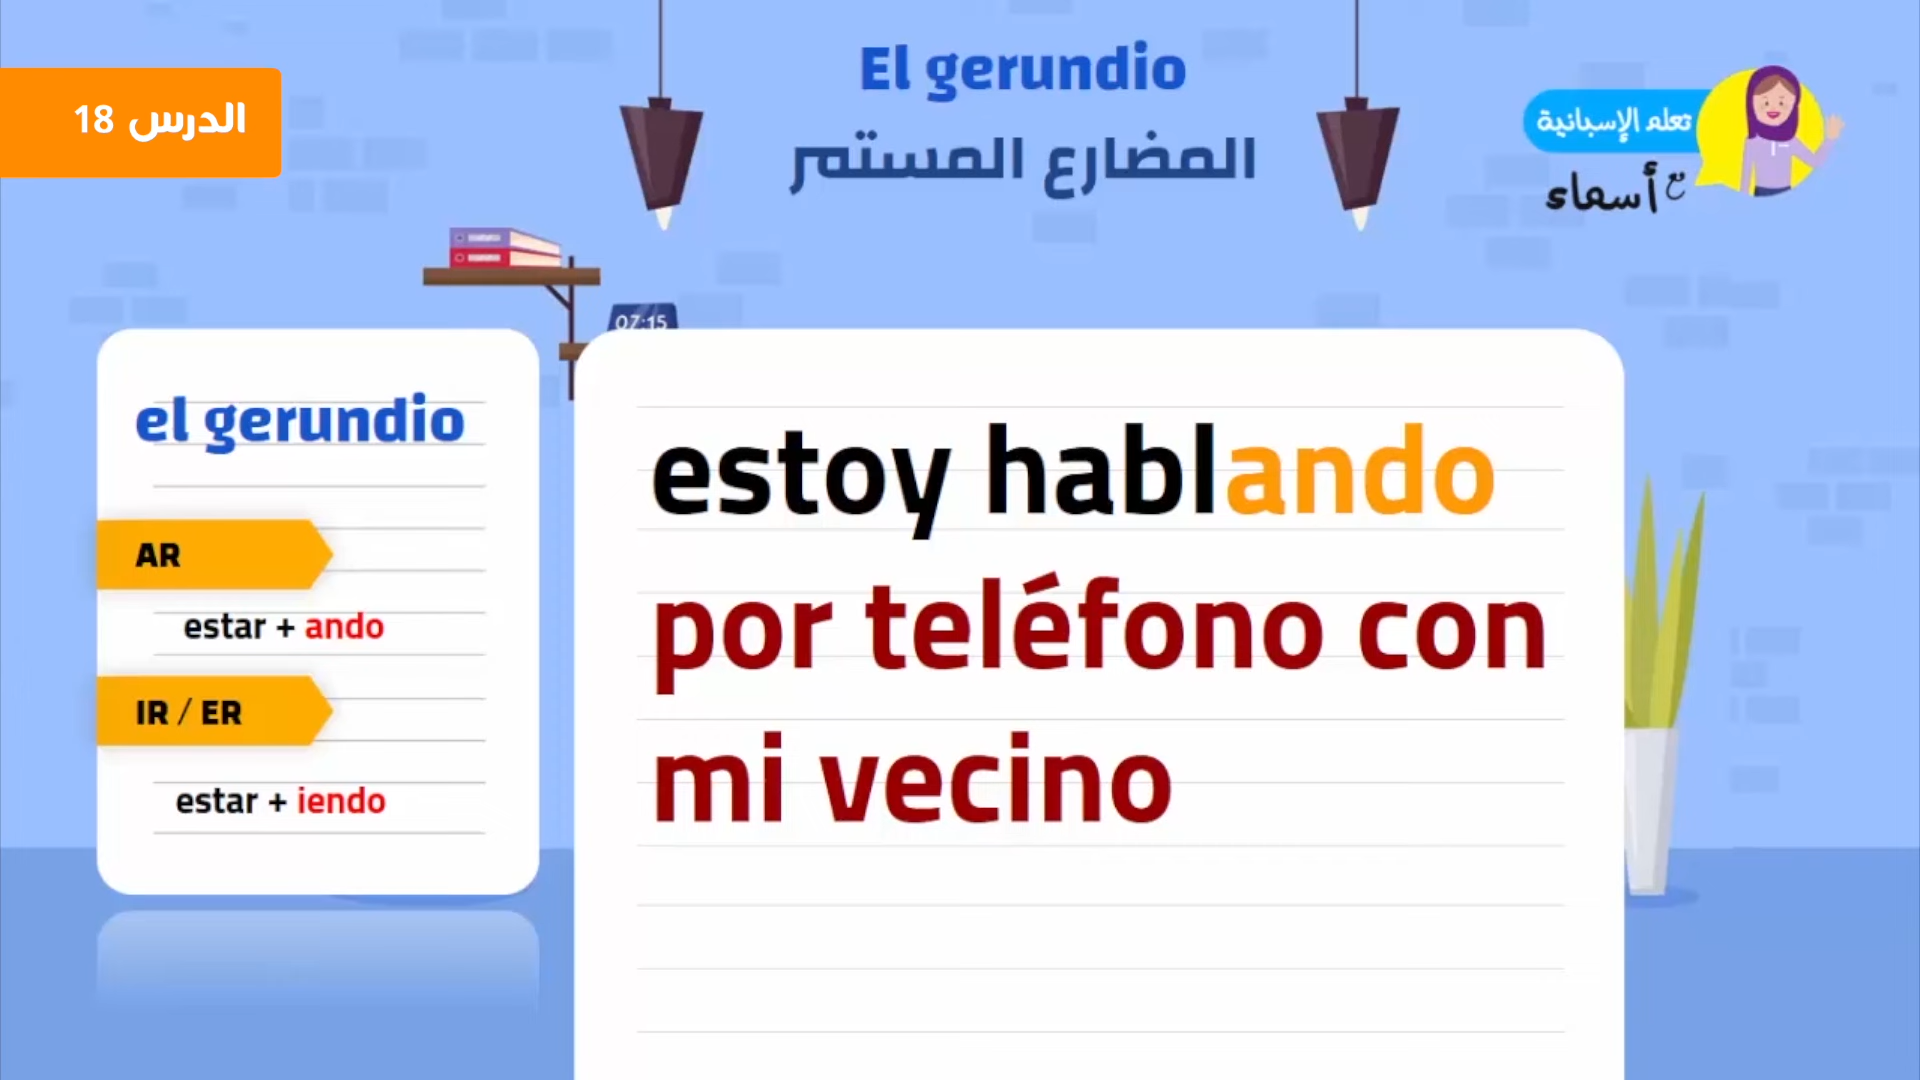 El gerundio
المضارع المستمر
الدرس 18
تعلم الإسبانية
مع أسماء
07:15
el gerundio
AR
estar + ando
IR / ER
estar + iendo
estoy hablando
por teléfono con
mi vecino